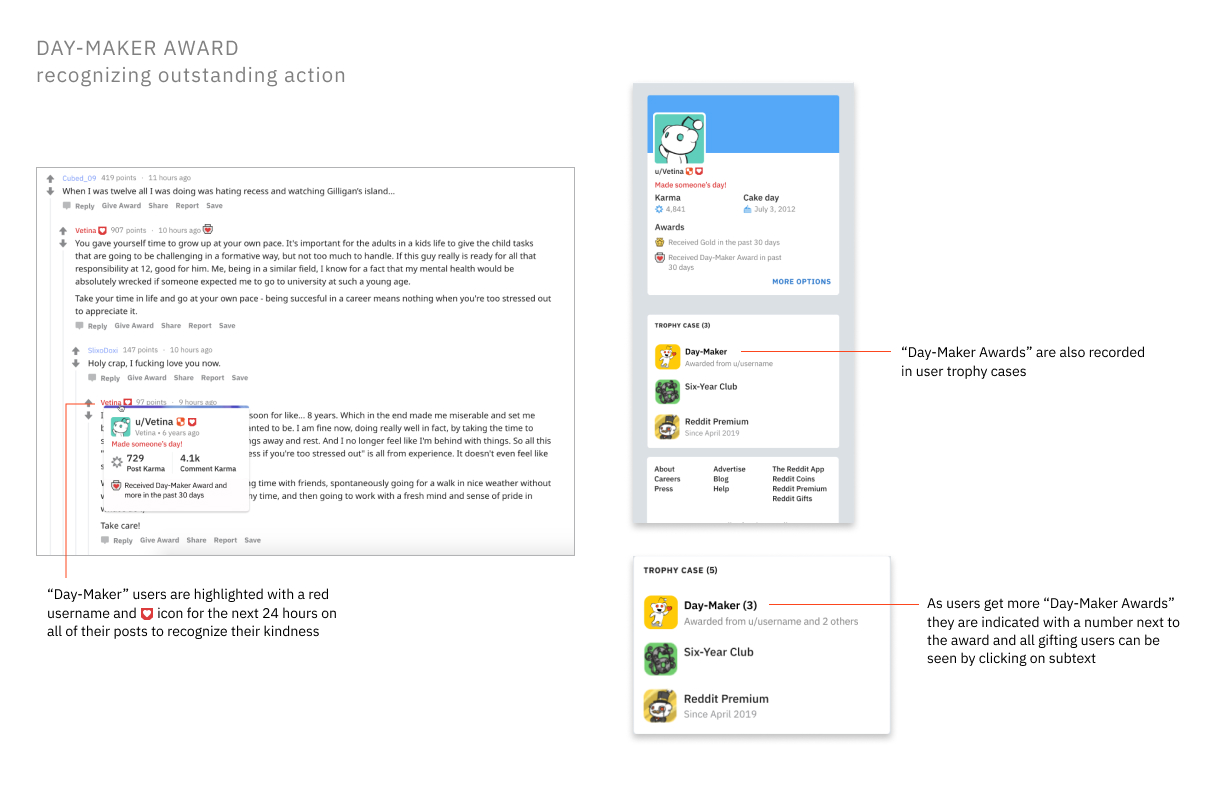 DAY-MAKER AWARD
recognizing outstanding action
Cubed_09 419 points · 11 hours ago
When I was twelve all I was doing was hating recess and watching Gilligan's island...
Reply Give Award Share Report Save
Vetina 907 points · 10 hours ago
You gave yourself time to grow up at your own pace. It's important for the adults in a kids life to give the child tasks
that are going to be challenging in a formative way, but not too much to handle. If this guy really is ready for all that
responsibility at 12, good for him. Me, being in a similar field, I know for a fact that my mental health would be
absolutely wrecked if someone expected me to go to university at such a young age.
Take your time in life and go at your own pace - being succesful in a career means nothing when you're too stressed out
to appreciate it.
Reply Give Award Share Report Save
SlixoDoxi 147 points · 10 hours ago
Holy crap, I fucking love you now.
Reply Give Award Share Report Save
Vetina 97 points · 9 hours ago
soon for like... 8 years. Which in the end made me miserable and set me
anted to be. I am fine now, doing really well in fact, by taking the time to
ngs away and rest. And I no longer feel like I'm behind with things. So all this
ess if you're too stressed out" is all from experience. It doesn't even feel like
ng time with friends, spontaneously going for a walk in nice weather without
ny time, and then going to work with a fresh mind and sense of pride in
Take care!
Reply Give Award Share Report Save
u/Vetina
Vetina • 6 years ago
Made someone's day!
729 4.1k
Post Karma Comment Karma
Received Day-Maker Award and
more in the past 30 days
“Day-Maker” users are highlighted with a red
username and icon for the next 24 hours on
all of their posts to recognize their kindness
u/Vetina
Made someone's day!
Karma Cake day
4,841 July 3, 2012
Awards
Received Gold in the past 30 days
Received Day-Maker Award in past
30 days
MORE OPTIONS
TROPHY CASE (3)
Day-Maker
Awarded from u/username
Six-Year Club
Reddit Premium
Since April 2019
About Advertise The Reddit App
Careers Blog Reddit Coins
Press Help Reddit Premium
Reddit Gifts
“Day-Maker Awards” are also recorded
in user trophy cases
TROPHY CASE (5)
Day-Maker (3)
Awarded from u/username and 2 others
Six-Year Club
Reddit Premium
Since April 2019
As users get more “Day-Maker Awards”
they are indicated with a number next to
the award and all gifting users can be
seen by clicking on subtext